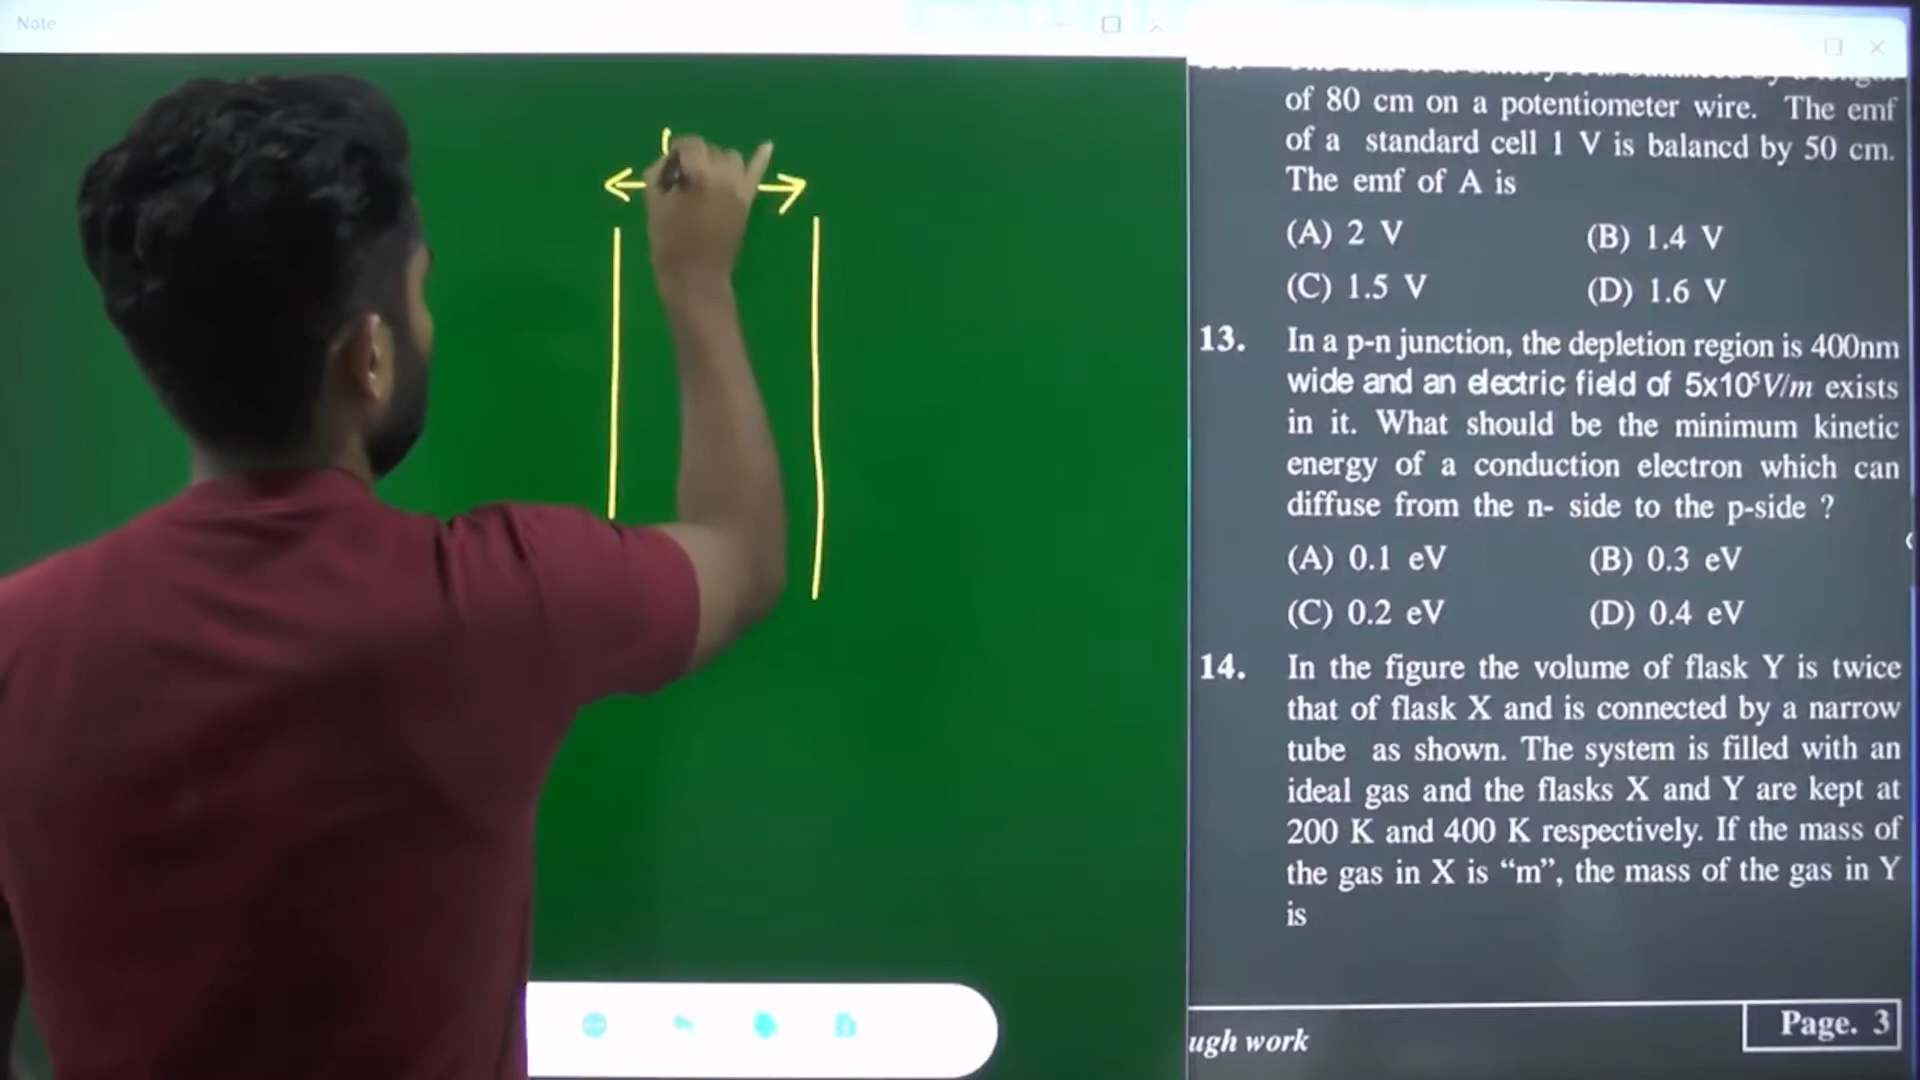 Note
of 80 cm on a potentiometer wire. The emf
of a standard cell 1 V is balancd by 50 cm.
The emf of A is
(A) 2 V (B) 1.4 V
(C) 1.5 V (D) 1.6 V
13. In a p-n junction, the depletion region is 400nm
wide and an electric field of 5x10⁵V/m exists
in it. What should be the minimum kinetic
energy of a conduction electron which can
diffuse from the n- side to the p-side ?
(A) 0.1 eV (B) 0.3 eV
(C) 0.2 eV (D) 0.4 eV
14. In the figure the volume of flask Y is twice
that of flask X and is connected by a narrow
tube as shown. The system is filled with an
ideal gas and the flasks X and Y are kept at
200 K and 400 K respectively. If the mass of
the gas in X is “m”, the mass of the gas in Y
is
ugh work
Page. 3